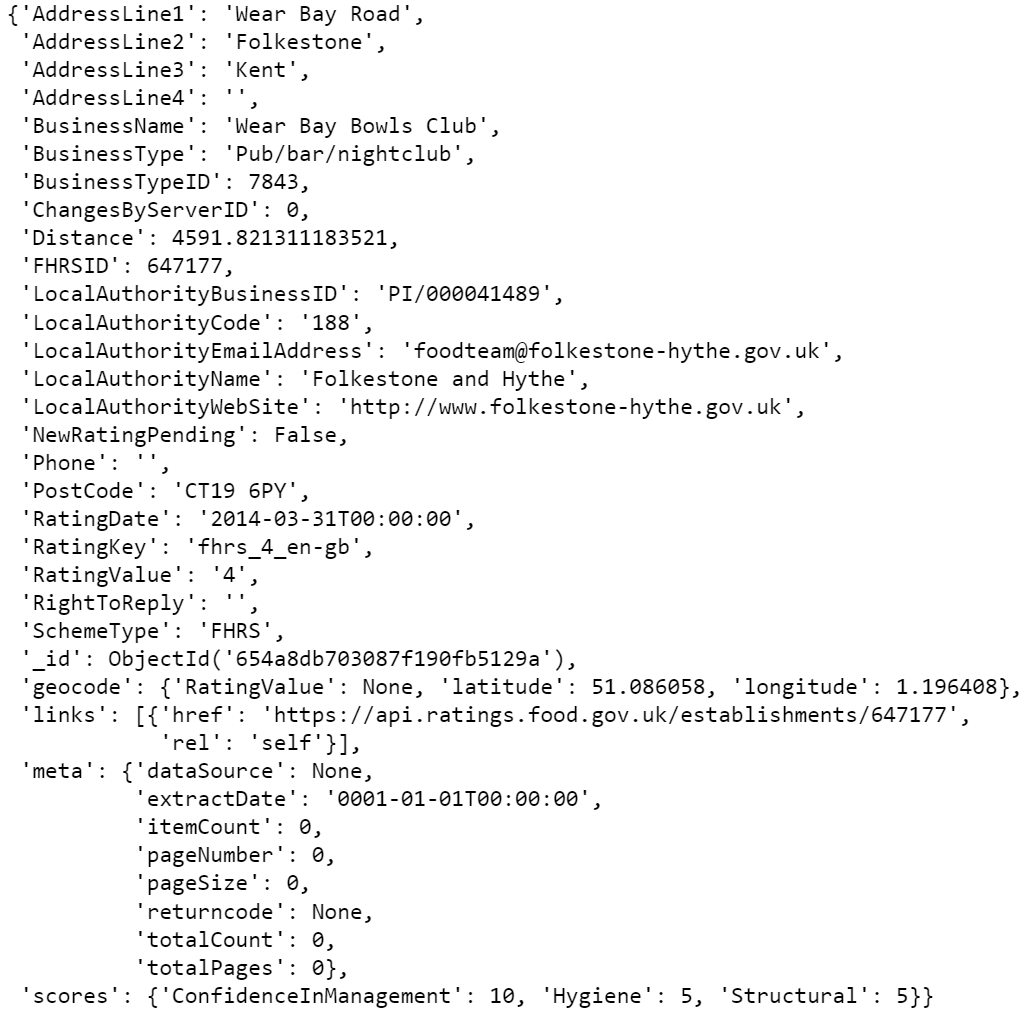 {'AddressLine1': 'Wear Bay Road',
 'AddressLine2': 'Folkestone',
 'AddressLine3': 'Kent',
 'AddressLine4': '',
 'BusinessName': 'Wear Bay Bowls Club',
 'BusinessType': 'Pub/bar/nightclub',
 'BusinessTypeID': 7843,
 'ChangesByServerID': 0,
 'Distance': 4591.821311183521,
 'FHRSID': 647177,
 'LocalAuthorityBusinessID': 'PI/000041489',
 'LocalAuthorityCode': '188',
 'LocalAuthorityEmailAddress': 'foodteam@folkestone-hythe.gov.uk',
 'LocalAuthorityName': 'Folkestone and Hythe',
 'LocalAuthorityWebSite': 'http://www.folkestone-hythe.gov.uk',
 'NewRatingPending': False,
 'Phone': '',
 'PostCode': 'CT19 6PY',
 'RatingDate': '2014-03-31T00:00:00',
 'RatingKey': 'fhrs_4_en-gb',
 'RatingValue': '4',
 'RightToReply': '',
 'SchemeType': 'FHRS',
 '_id': ObjectId('654a8db703087f190fb5129a'),
 'geocode': {'RatingValue': None, 'latitude': 51.086058, 'longitude': 1.196408},
 'links': [{'href': 'https://api.ratings.food.gov.uk/establishments/647177',
            'rel': 'self'}],
 'meta': {'dataSource': None,
          'extractDate': '0001-01-01T00:00:00',
          'itemCount': 0,
          'pageNumber': 0,
          'pageSize': 0,
          'returncode': None,
          'totalCount': 0,
          'totalPages': 0},
 'scores': {'ConfidenceInManagement': 10, 'Hygiene': 5, 'Structural': 5}}